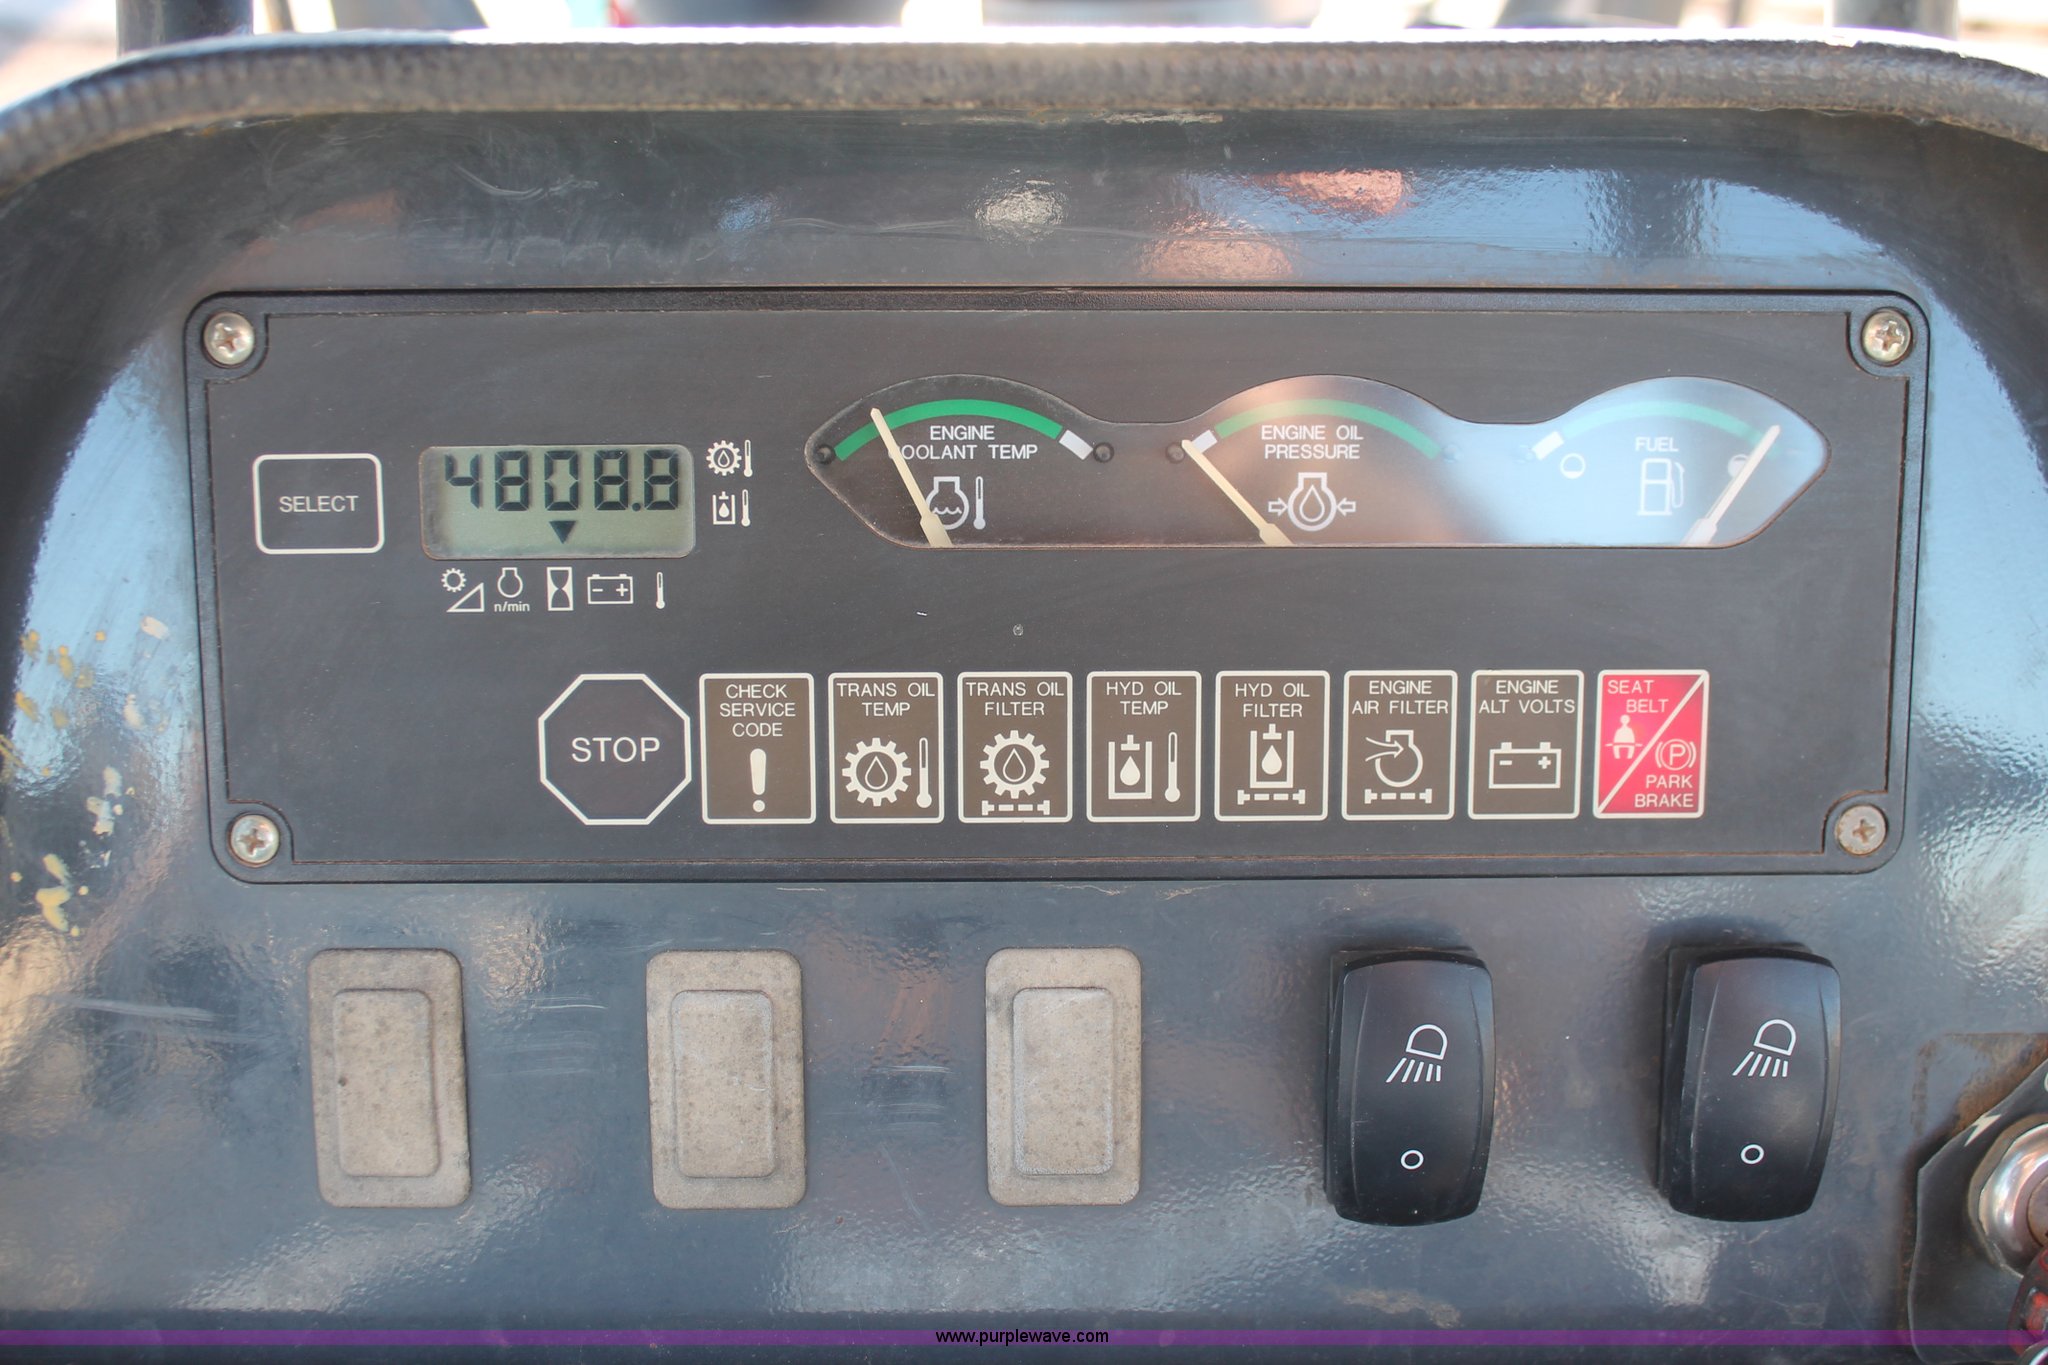 SELECT
4808.8
n/min
ENGINE
COOLANT TEMP
ENGINE OIL
PRESSURE
FUEL
STOP
CHECK
SERVICE
CODE
!
TRANS OIL
TEMP
TRANS OIL
FILTER
HYD OIL
TEMP
HYD OIL
FILTER
ENGINE
AIR FILTER
ENGINE
ALT VOLTS
SEAT
BELT
P
PARK
BRAKE
www.purplewave.com